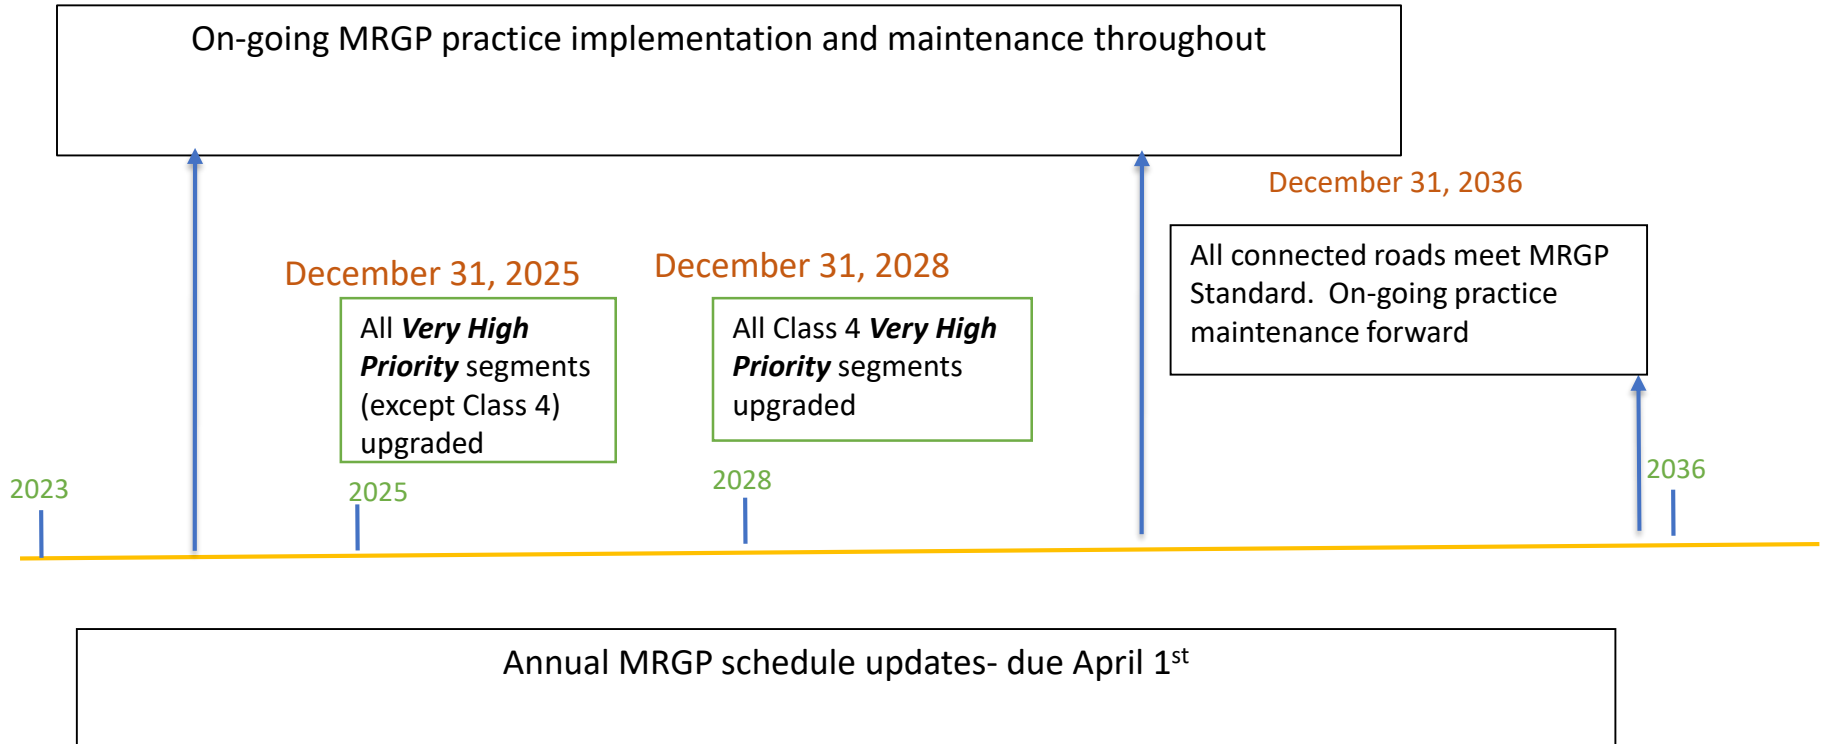 On-going MRGP practice implementation and maintenance throughout
December 31, 2036
All connected roads meet MRGP
Standard.  On-going practice
maintenance forward
December 31, 2025
All Very High
Priority segments
(except Class 4)
upgraded
December 31, 2028
All Class 4 Very High
Priority segments
upgraded
2023
2025
2028
2036
Annual MRGP schedule updates- due April 1st